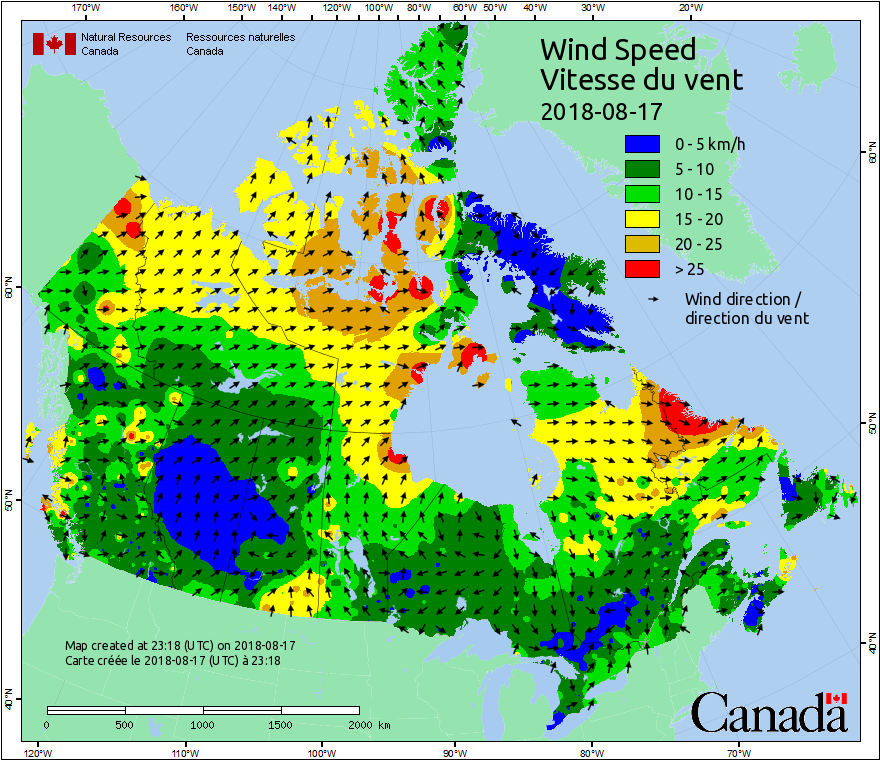 170°W 160°W 150°W 140°W 130°W 120°W 110°W 100°W 90°W 80°W 70°W 60°W 50°W 40°W 30°W 20°W
Natural Resources Ressources naturelles
Canada Canada
Wind Speed
Vitesse du vent
2018-08-17
0 - 5 km/h
5 - 10
10 - 15
15 - 20
20 - 25
> 25
Wind direction /
direction du vent
60°N 60°N
50°N 50°N
40°N 40°N
Map created at 23:18 (UTC) on 2018-08-17
Carte créée le 2018-08-17 (UTC) à 23:18
0 500 1000 1500 2000 km
Canada
120°W 110°W 100°W 90°W 80°W 70°W